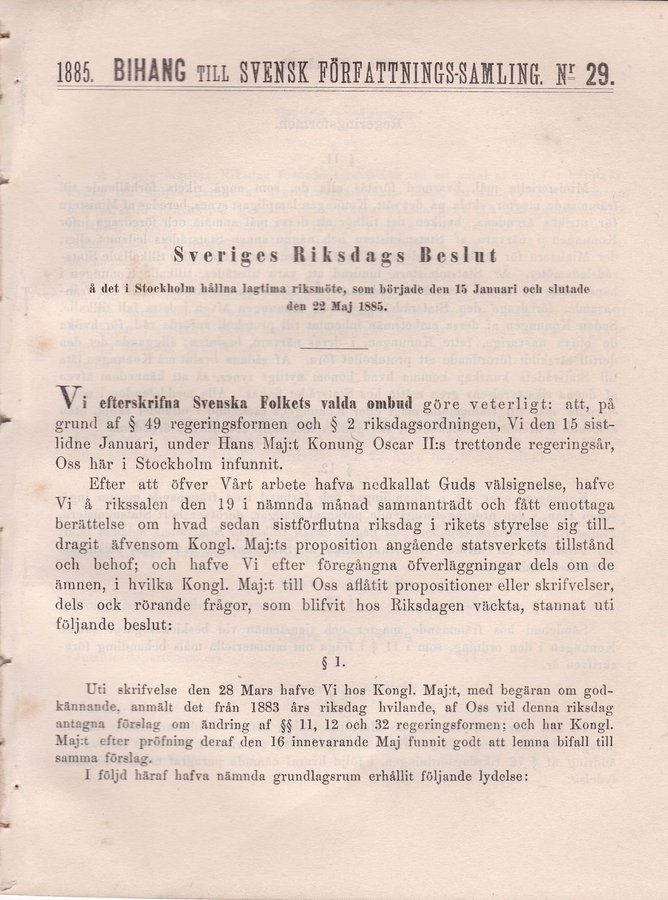 1885. BIHANG TILL SVENSK FÖRFATTNINGS-SAMLING. Nr 29.
Sveriges Riksdags Beslut
å det i Stockholm hållna lagtima riksmöte, som började den 15 Januari och slutade
den 22 Maj 1885.
Vi efterskrifna Svenska Folkets valda ombud göre veterligt: att, på
grund af § 49 regeringsformen och § 2 riksdagsordningen, Vi den 15 sist-
lidne Januari, under Hans Maj:t Konung Oscar II:s trettonde regeringsår,
Oss här i Stockholm infunnit.
Efter att öfver Vårt arbete hafva nedkallat Guds välsignelse, hafve
Vi å rikssalen den 19 i nämnda månad sammanträdt och fått emottaga
berättelse om hvad sedan sistförflutna riksdag i rikets styrelse sig till-
dragit äfvensom Kongl. Maj:ts proposition angående statsverkets tillstånd
och behof; och hafve Vi efter föregångna öfverläggningar dels om de
ämnen, i hvilka Kongl. Maj:t till Oss aflåtit propositioner eller skrifvelser,
dels ock rörande frågor, som blifvit hos Riksdagen väckta, stannat uti
följande beslut:
§ 1.
Uti skrifvelse den 28 Mars hafve Vi hos Kongl. Maj:t, med begäran om god-
kännande, anmält det från 1883 års riksdag hvilande, af Oss vid denna riksdag
antagna förslag om ändring af §§ 11, 12 och 32 regeringsformen; och har Kongl.
Maj:t efter pröfning deraf den 16 innevarande Maj funnit godt att lemna bifall till
samma förslag.
I följd häraf hafva nämnda grundlagsrum erhållit följande lydelse: